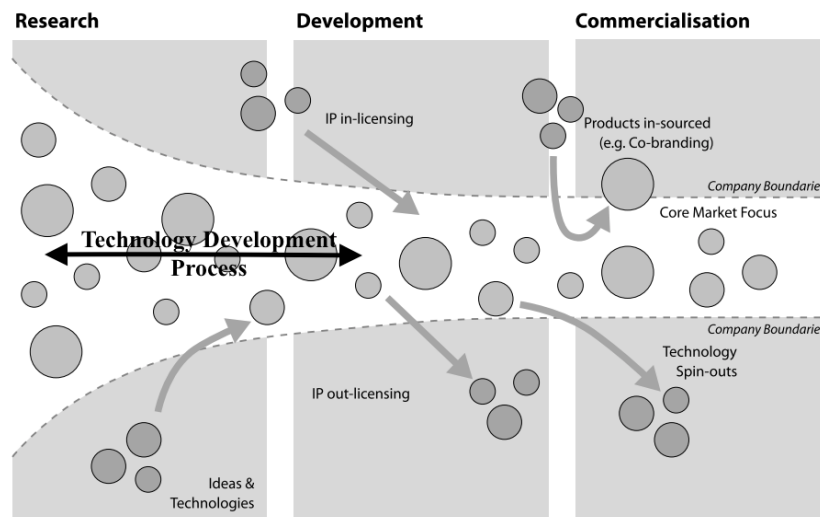 Research
Development
Commercialisation
IP in-licensing
Products in-sourced
(e.g. Co-branding)
Company Boundarie
Core Market Focus
Technology Development
Process
Company Boundarie
Technology
Spin-outs
IP out-licensing
Ideas &
Technologies